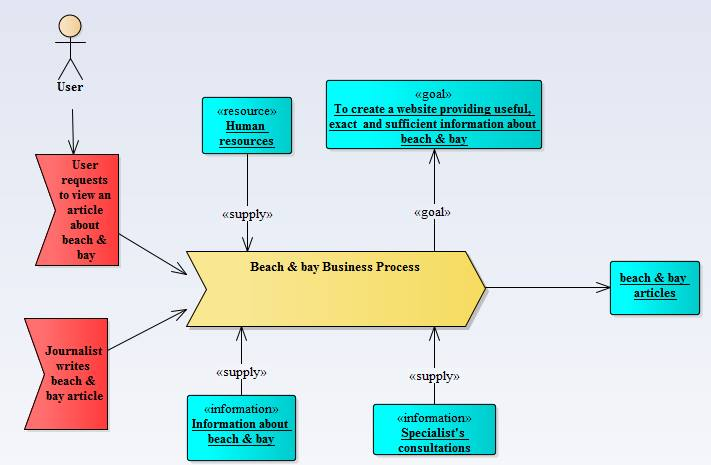 User
User
requests
to view an
article
about
beach &
bay
«resource»
Human
resources
«supply»
«goal»
To create a website providing useful,
exact and sufficient information about
beach & bay
«goal»
Beach & bay Business Process
beach & bay
articles
Journalist
writes
beach &
bay article
«supply»
«information»
Information about
beach & bay
«supply»
«information»
Specialist's
consultations